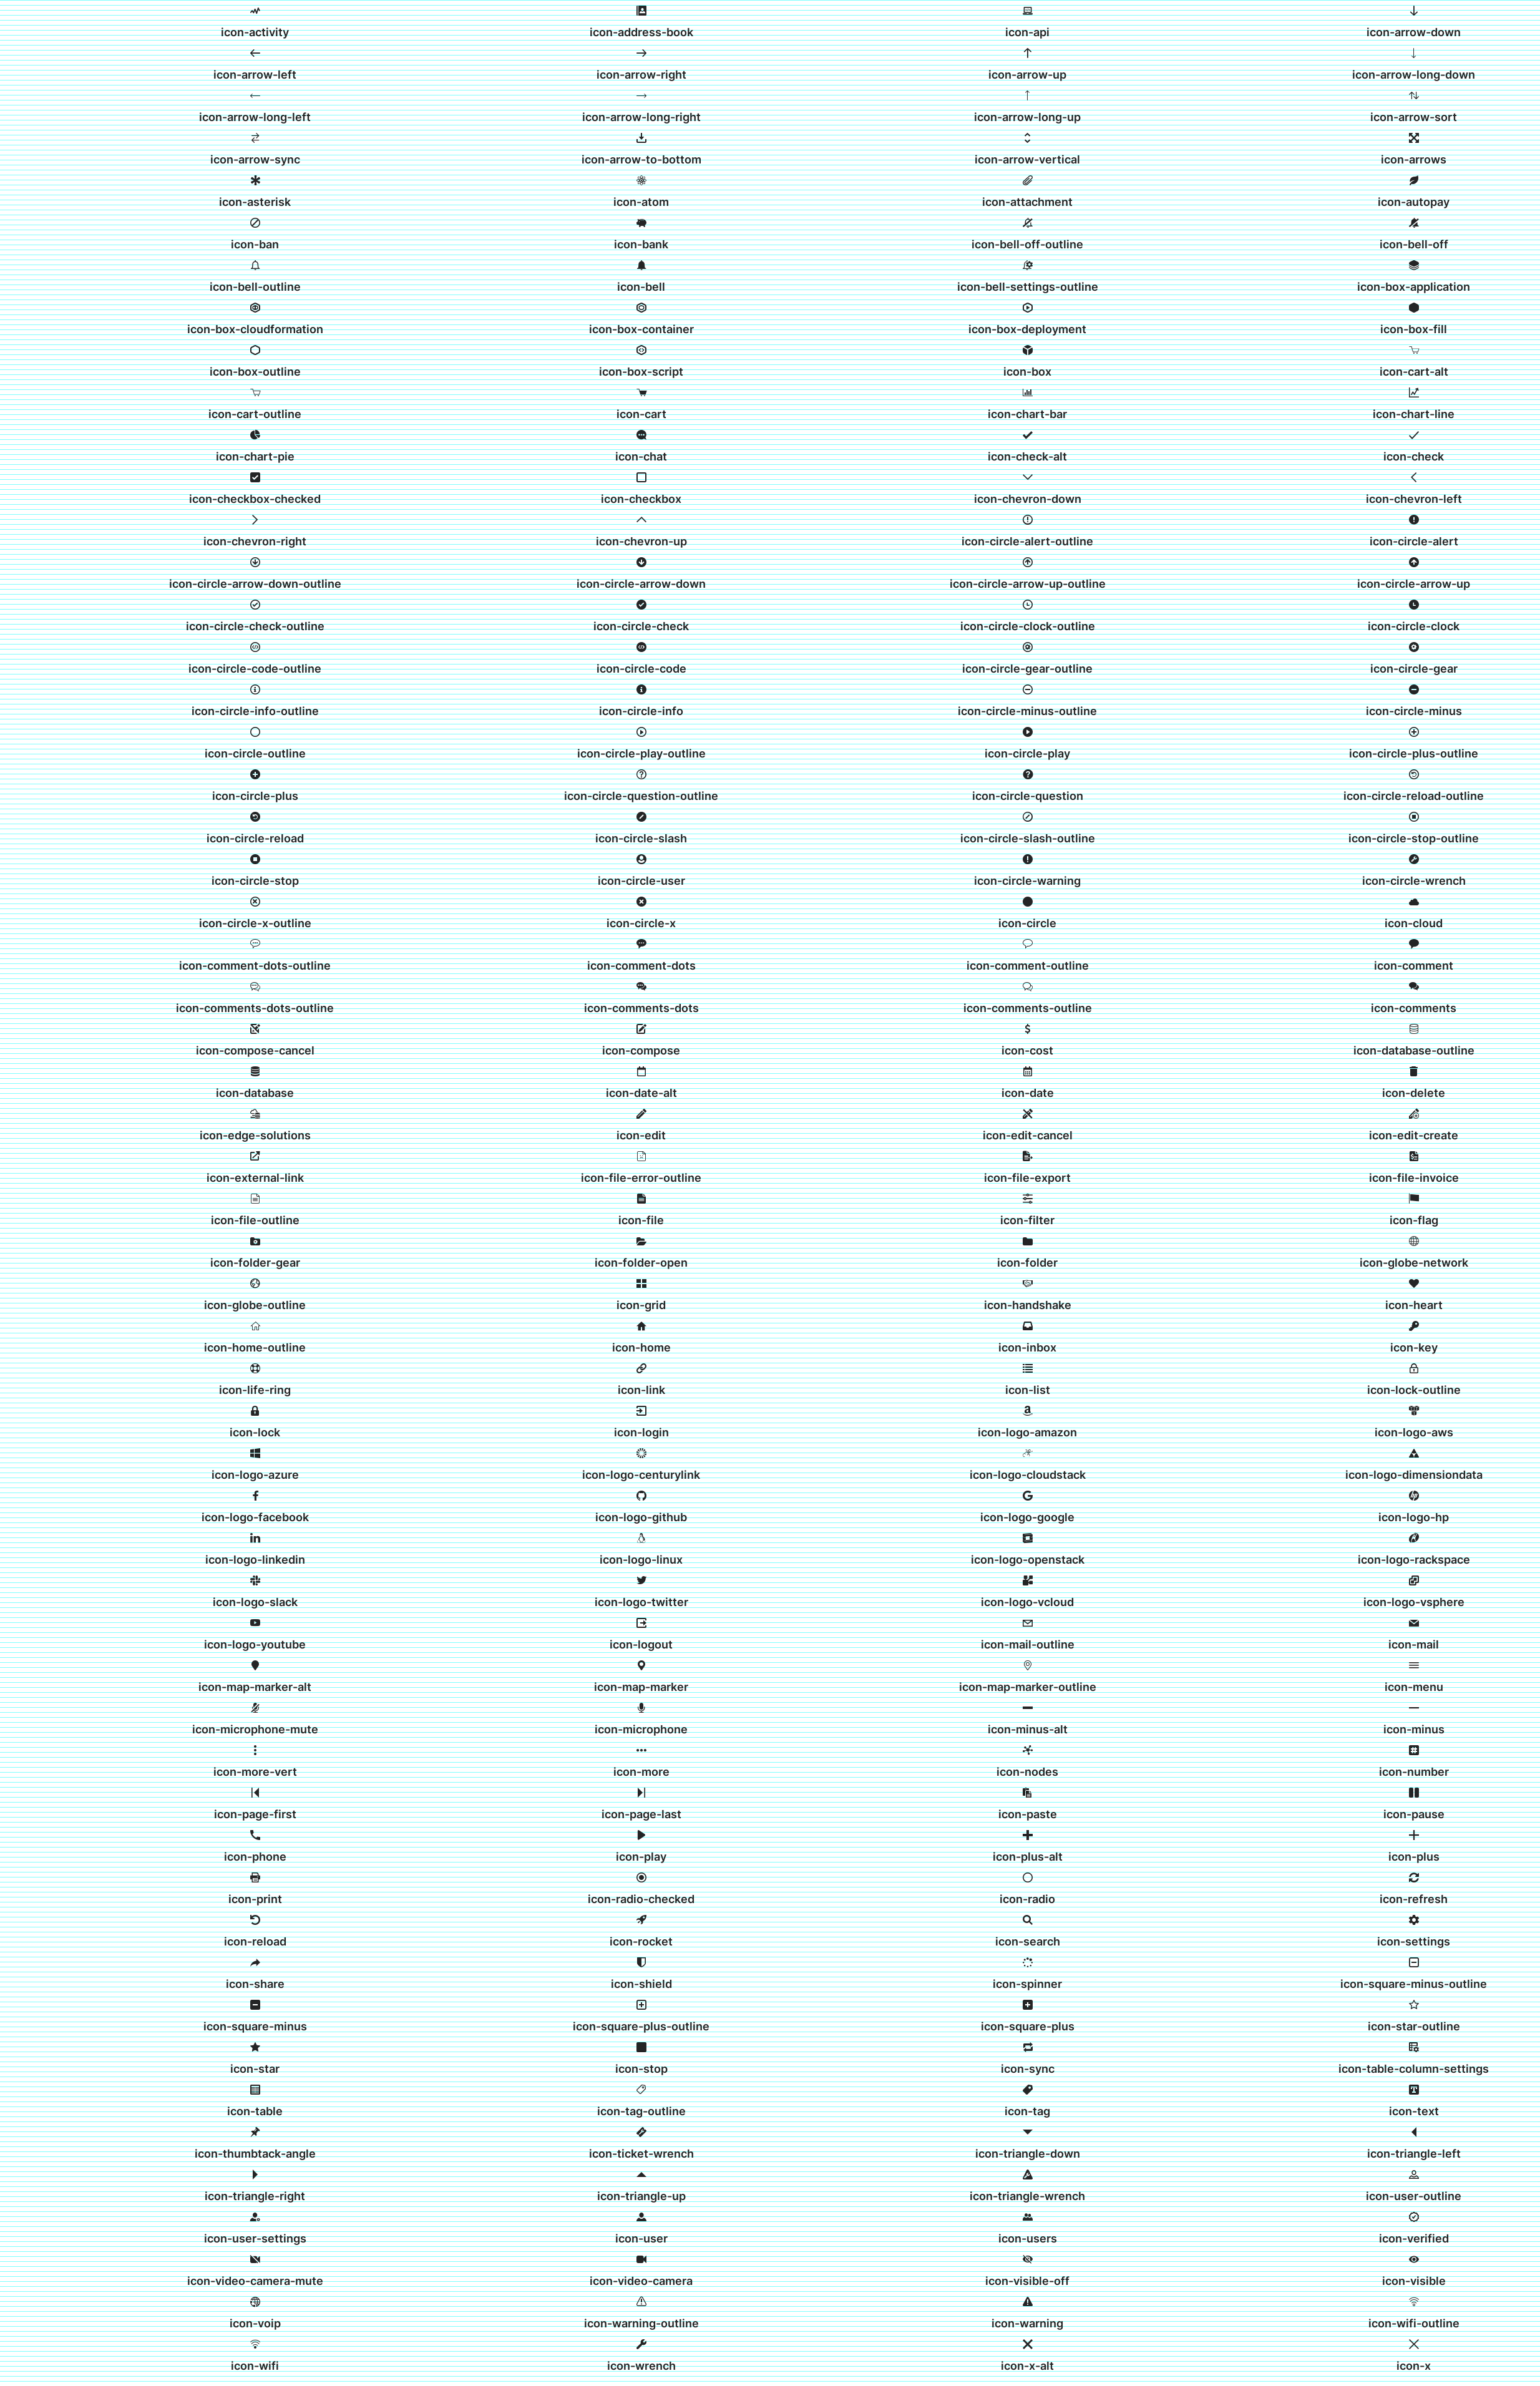 icon-activity icon-address-book icon-api icon-arrow-down
icon-arrow-left icon-arrow-right icon-arrow-up icon-arrow-long-down
icon-arrow-long-left icon-arrow-long-right icon-arrow-long-up icon-arrow-sort
icon-arrow-sync icon-arrow-to-bottom icon-arrow-vertical icon-arrows
icon-asterisk icon-atom icon-attachment icon-autopay
icon-ban icon-bank icon-bell-off-outline icon-bell-off
icon-bell-outline icon-bell icon-bell-settings-outline icon-box-application
icon-box-cloudformation icon-box-container icon-box-deployment icon-box-fill
icon-box-outline icon-box-script icon-box icon-cart-alt
icon-cart-outline icon-cart icon-chart-bar icon-chart-line
icon-chart-pie icon-chat icon-check-alt icon-check
icon-checkbox-checked icon-checkbox icon-chevron-down icon-chevron-left
icon-chevron-right icon-chevron-up icon-circle-alert-outline icon-circle-alert
icon-circle-arrow-down-outline icon-circle-arrow-down icon-circle-arrow-up-outline icon-circle-arrow-up
icon-circle-check-outline icon-circle-check icon-circle-clock-outline icon-circle-clock
icon-circle-code-outline icon-circle-code icon-circle-gear-outline icon-circle-gear
icon-circle-info-outline icon-circle-info icon-circle-minus-outline icon-circle-minus
icon-circle-outline icon-circle-play-outline icon-circle-play icon-circle-plus-outline
icon-circle-plus icon-circle-question-outline icon-circle-question icon-circle-reload-outline
icon-circle-reload icon-circle-slash icon-circle-slash-outline icon-circle-stop-outline
icon-circle-stop icon-circle-user icon-circle-warning icon-circle-wrench
icon-circle-x-outline icon-circle-x icon-circle icon-cloud
icon-comment-dots-outline icon-comment-dots icon-comment-outline icon-comment
icon-comments-dots-outline icon-comments-dots icon-comments-outline icon-comments
icon-compose-cancel icon-compose icon-cost icon-database-outline
icon-database icon-date-alt icon-date icon-delete
icon-edge-solutions icon-edit icon-edit-cancel icon-edit-create
icon-external-link icon-file-error-outline icon-file-export icon-file-invoice
icon-file-outline icon-file icon-filter icon-flag
icon-folder-gear icon-folder-open icon-folder icon-globe-network
icon-globe-outline icon-grid icon-handshake icon-heart
icon-home-outline icon-home icon-inbox icon-key
icon-life-ring icon-link icon-list icon-lock-outline
icon-lock icon-login icon-logo-amazon icon-logo-aws
icon-logo-azure icon-logo-centurylink icon-logo-cloudstack icon-logo-dimensiondata
icon-logo-facebook icon-logo-github icon-logo-google icon-logo-hp
icon-logo-linkedin icon-logo-linux icon-logo-openstack icon-logo-rackspace
icon-logo-slack icon-logo-twitter icon-logo-vcloud icon-logo-vsphere
icon-logo-youtube icon-logout icon-mail-outline icon-mail
icon-map-marker-alt icon-map-marker icon-map-marker-outline icon-menu
icon-microphone-mute icon-microphone icon-minus-alt icon-minus
icon-more-vert icon-more icon-nodes icon-number
icon-page-first icon-page-last icon-paste icon-pause
icon-phone icon-play icon-plus-alt icon-plus
icon-print icon-radio-checked icon-radio icon-refresh
icon-reload icon-rocket icon-search icon-settings
icon-share icon-shield icon-spinner icon-square-minus-outline
icon-square-minus icon-square-plus-outline icon-square-plus icon-star-outline
icon-star icon-stop icon-sync icon-table-column-settings
icon-table icon-tag-outline icon-tag icon-text
icon-thumbtack-angle icon-ticket-wrench icon-triangle-down icon-triangle-left
icon-triangle-right icon-triangle-up icon-triangle-wrench icon-user-outline
icon-user-settings icon-user icon-users icon-verified
icon-video-camera-mute icon-video-camera icon-visible-off icon-visible
icon-voip icon-warning-outline icon-warning icon-wifi-outline
icon-wifi icon-wrench icon-x-alt icon-x